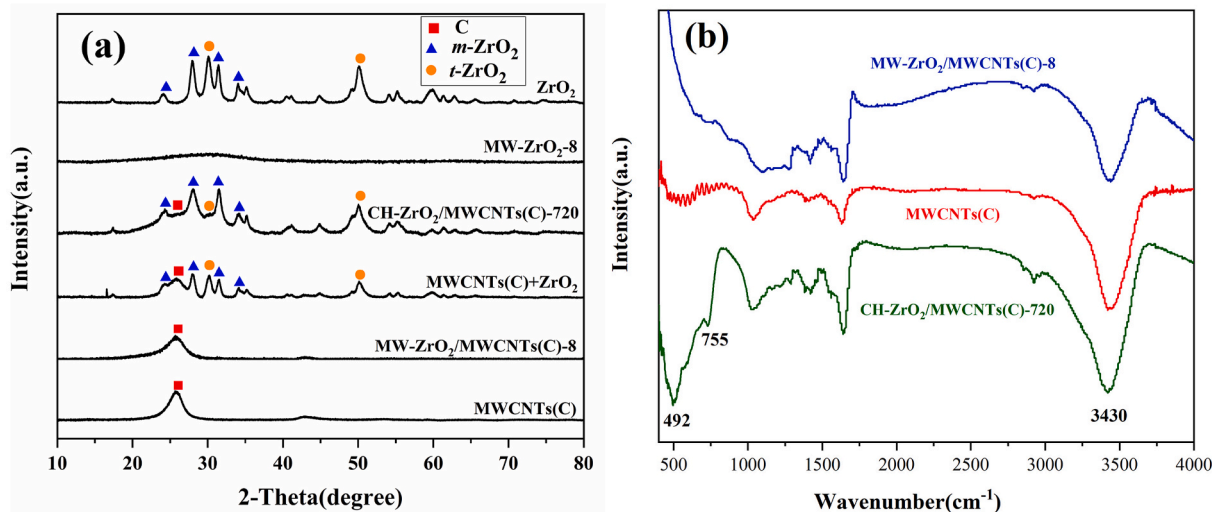 (a)
C
m-ZrO₂
t-ZrO₂
ZrO₂
MW-ZrO₂-8
CH-ZrO₂/MWCNTs(C)-720
MWCNTs(C)+ZrO₂
MW-ZrO₂/MWCNTs(C)-8
MWCNTs(C)
Intensity(a.u.)
10 20 30 40 50 60 70 80
2-Theta(degree)
(b)
MW-ZrO₂/MWCNTs(C)-8
MWCNTs(C)
CH-ZrO₂/MWCNTs(C)-720
755
492
3430
Intensity(a.u.)
500 1000 1500 2000 2500 3000 3500 4000
Wavenumber(cm⁻¹)